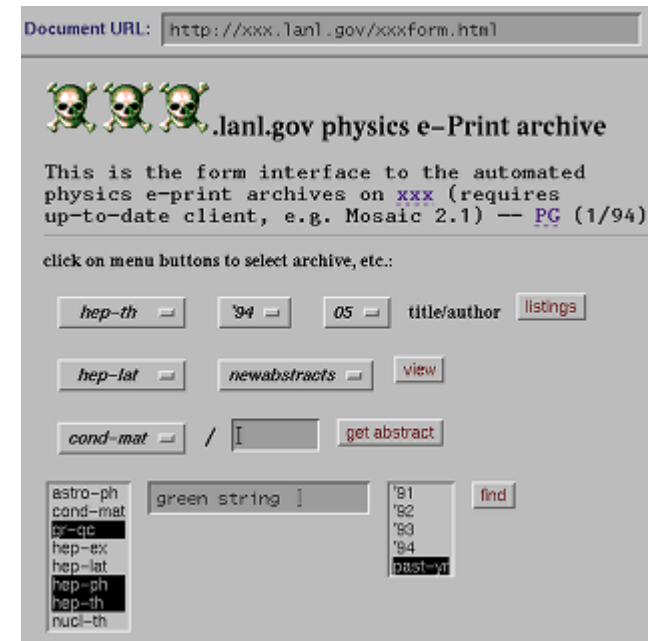 Document URL: http://xxx.lanl.gov/xxxform.html
.lanl.gov physics e-Print archive
This is the form interface to the automated
physics e-print archives on xxx (requires
up-to-date client, e.g. Mosaic 2.1) -- PG (1/94)
click on menu buttons to select archive, etc.:
hep-th '94 05 title/author listings
hep-lat newabstracts view
cond-mat / get abstract
astro-ph
cond-mat
gr-qc
hep-ex
hep-lat
hep-ph
hep-th
nucl-th
green string
'91
'92
'93
'94
past-yr
find